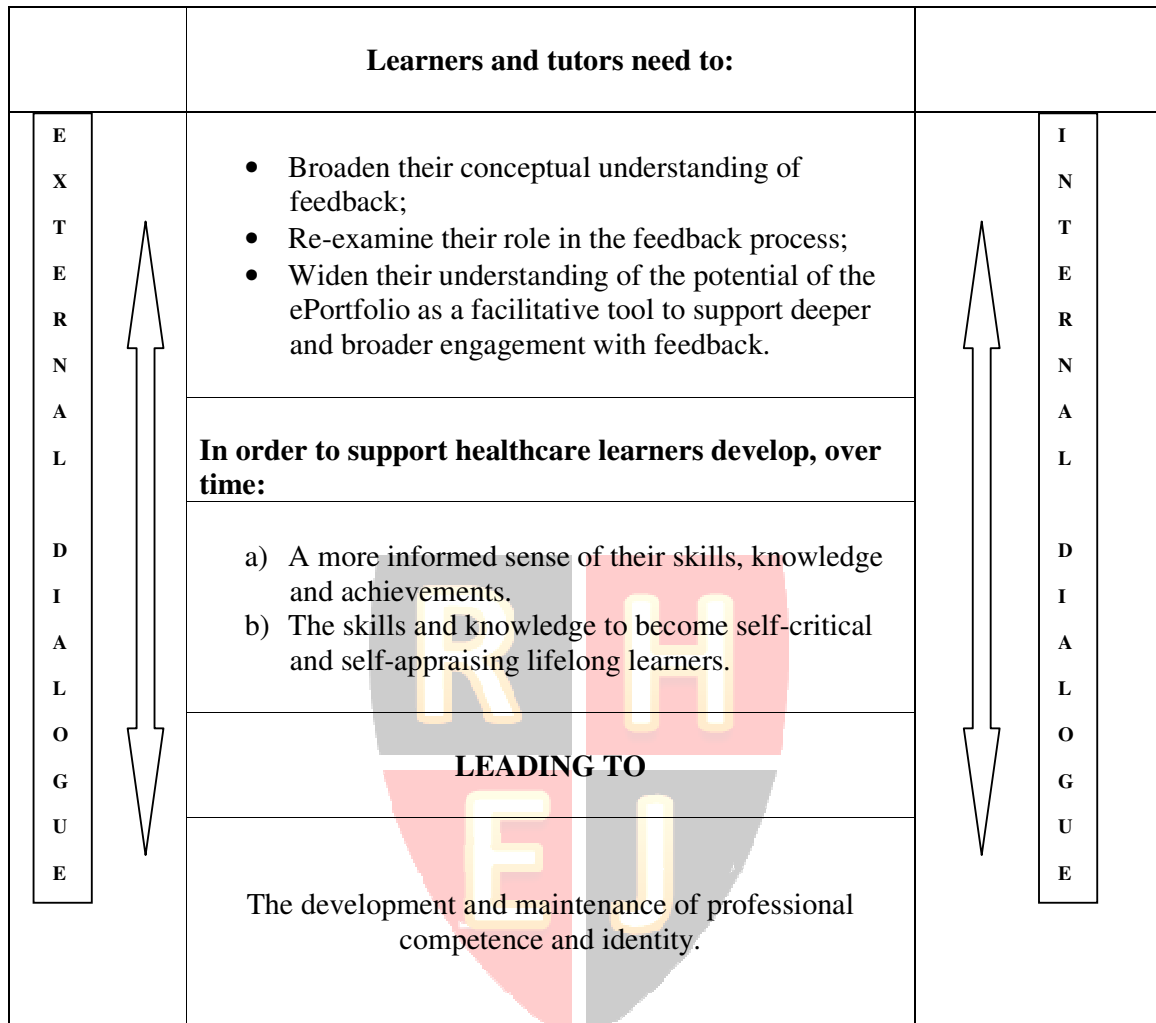 Learners and tutors need to:
EXTERNAL DIALOGUE
• Broaden their conceptual understanding of
feedback;
• Re-examine their role in the feedback process;
• Widen their understanding of the potential of the
ePortfolio as a facilitative tool to support deeper
and broader engagement with feedback.
In order to support healthcare learners develop, over
time:
a) A more informed sense of their skills, knowledge
and achievements.
b) The skills and knowledge to become self-critical
and self-appraising lifelong learners.
LEADING TO
The development and maintenance of professional
competence and identity.
INTERNAL DIALOGUE
R H
E J